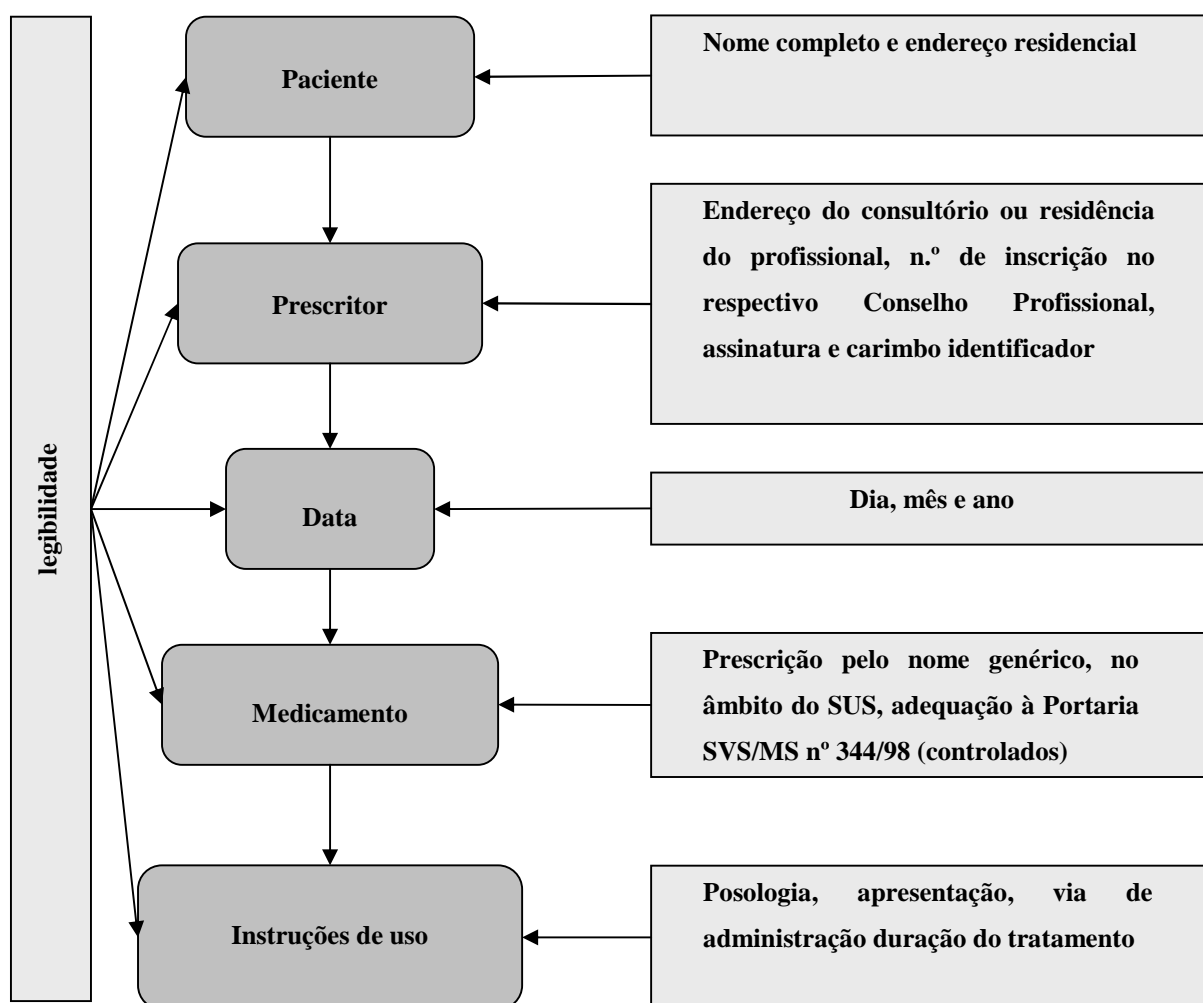 legibilidade
Paciente
Nome completo e endereço residencial
Prescritor
Endereço do consultório ou residência
do profissional, n.º de inscrição no
respectivo Conselho Profissional,
assinatura e carimbo identificador
Data
Dia, mês e ano
Medicamento
Prescrição pelo nome genérico, no
âmbito do SUS, adequação à Portaria
SVS/MS nº 344/98 (controlados)
Instruções de uso
Posologia, apresentação, via de
administração duração do tratamento